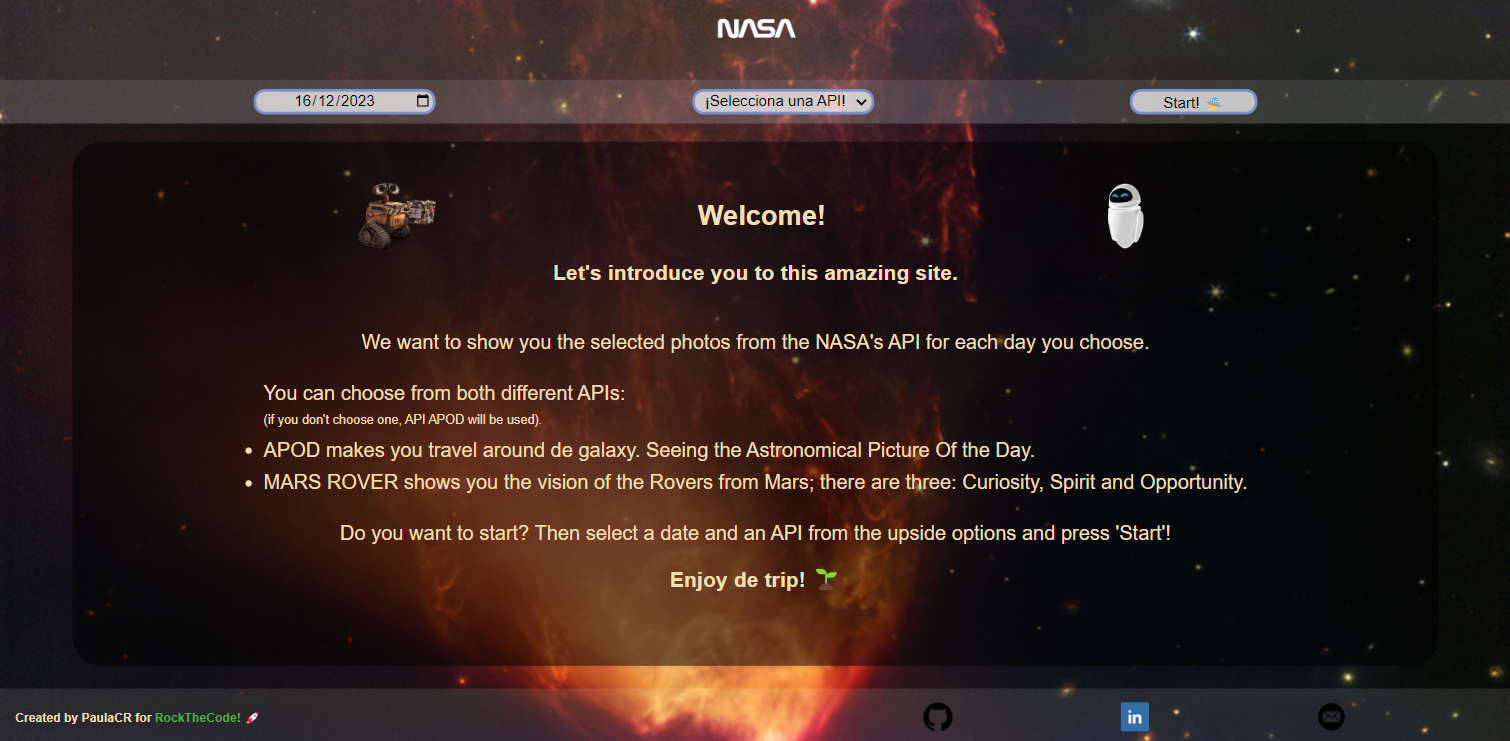 NASA
16/12/2023
¡Selecciona una API!
Start! 🛸
Welcome!
Let's introduce you to this amazing site.
We want to show you the selected photos from the NASA's API for each day you choose.
You can choose from both different APIs:
(if you don't choose one, API APOD will be used).
• APOD makes you travel around de galaxy. Seeing the Astronomical Picture Of the Day.
• MARS ROVER shows you the vision of the Rovers from Mars; there are three: Curiosity, Spirit and Opportunity.
Do you want to start? Then select a date and an API from the upside options and press 'Start'!
Enjoy de trip! 🌱
Created by PaulaCR for RockTheCode! 🚀
in